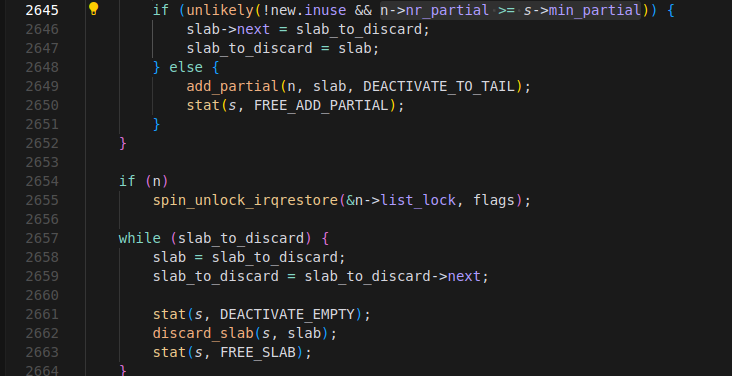 2645 if (unlikely(!new.inuse && n->nr_partial >= s->min_partial)) {
2646 slab->next = slab_to_discard;
2647 slab_to_discard = slab;
2648 } else {
2649 add_partial(n, slab, DEACTIVATE_TO_TAIL);
2650 stat(s, FREE_ADD_PARTIAL);
2651 }
2652 }
2653
2654 if (n)
2655 spin_unlock_irqrestore(&n->list_lock, flags);
2656
2657 while (slab_to_discard) {
2658 slab = slab_to_discard;
2659 slab_to_discard = slab_to_discard->next;
2660
2661 stat(s, DEACTIVATE_EMPTY);
2662 discard_slab(s, slab);
2663 stat(s, FREE_SLAB);
2664 }